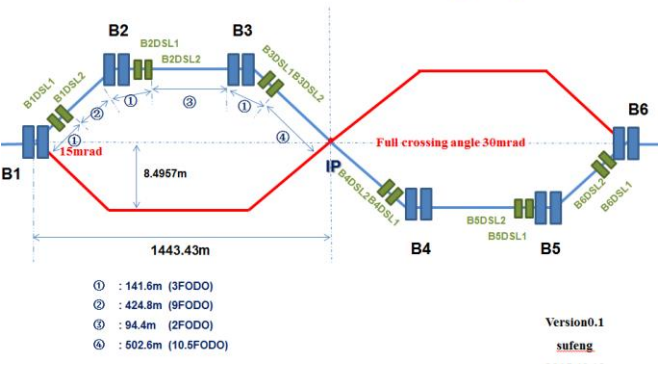 B2
B3
B2DSL1
B2DSL2
B3DSL1B3DSL2
B1DSL1
B1DSL2
①
③
②
①
①
④
B6
B1
15mrad
IP
Full crossing angle 30mrad
8.4957m
B4DSL2B4DSL1
B6DSL2
B6DSL1
B5DSL2
B5DSL1
B4
B5
1443.43m
① : 141.6m (3FODO)
② : 424.8m (9FODO)
③ : 94.4m (2FODO)
④ : 502.6m (10.5FODO)
Version0.1
sufeng